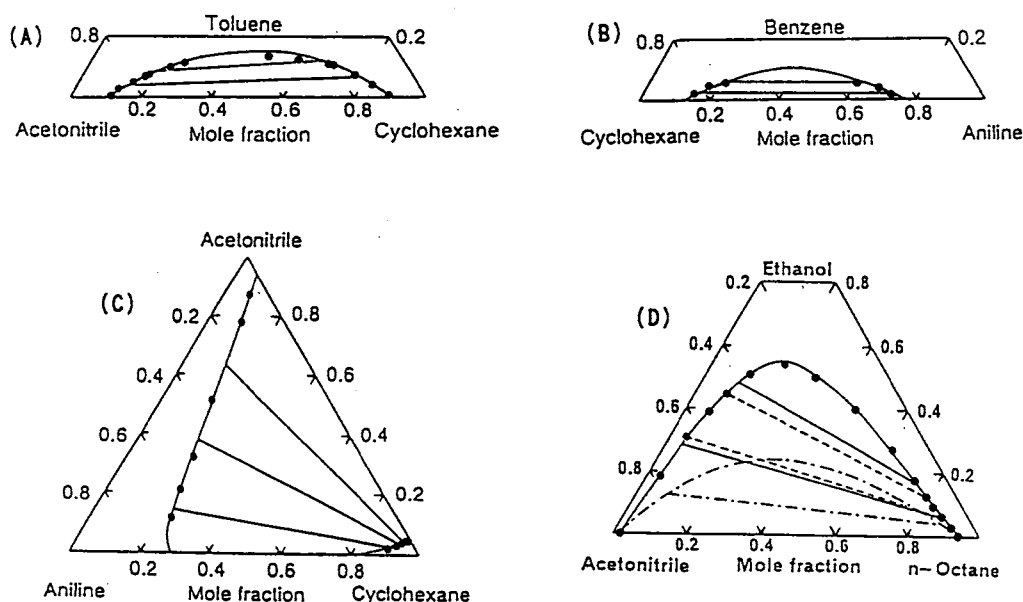 (A)
Toluene
0.8
0.2
0.2 0.4 0.6 0.8
Acetonitrile Mole fraction Cyclohexane
(B)
Benzene
0.8
0.2
0.2 0.4 0.6 0.8
Cyclohexane Mole fraction Aniline
(C)
Acetonitrile
0.2 0.8
0.4 0.6
0.6 0.4
0.8 0.2
0.2 0.4 0.6 0.8
Aniline Mole fraction Cyclohexane
(D)
Ethanol
0.2 0.8
0.4 0.6
0.6 0.4
0.8 0.2
0.2 0.4 0.6 0.8
Acetonitrile Mole fraction n-Octane